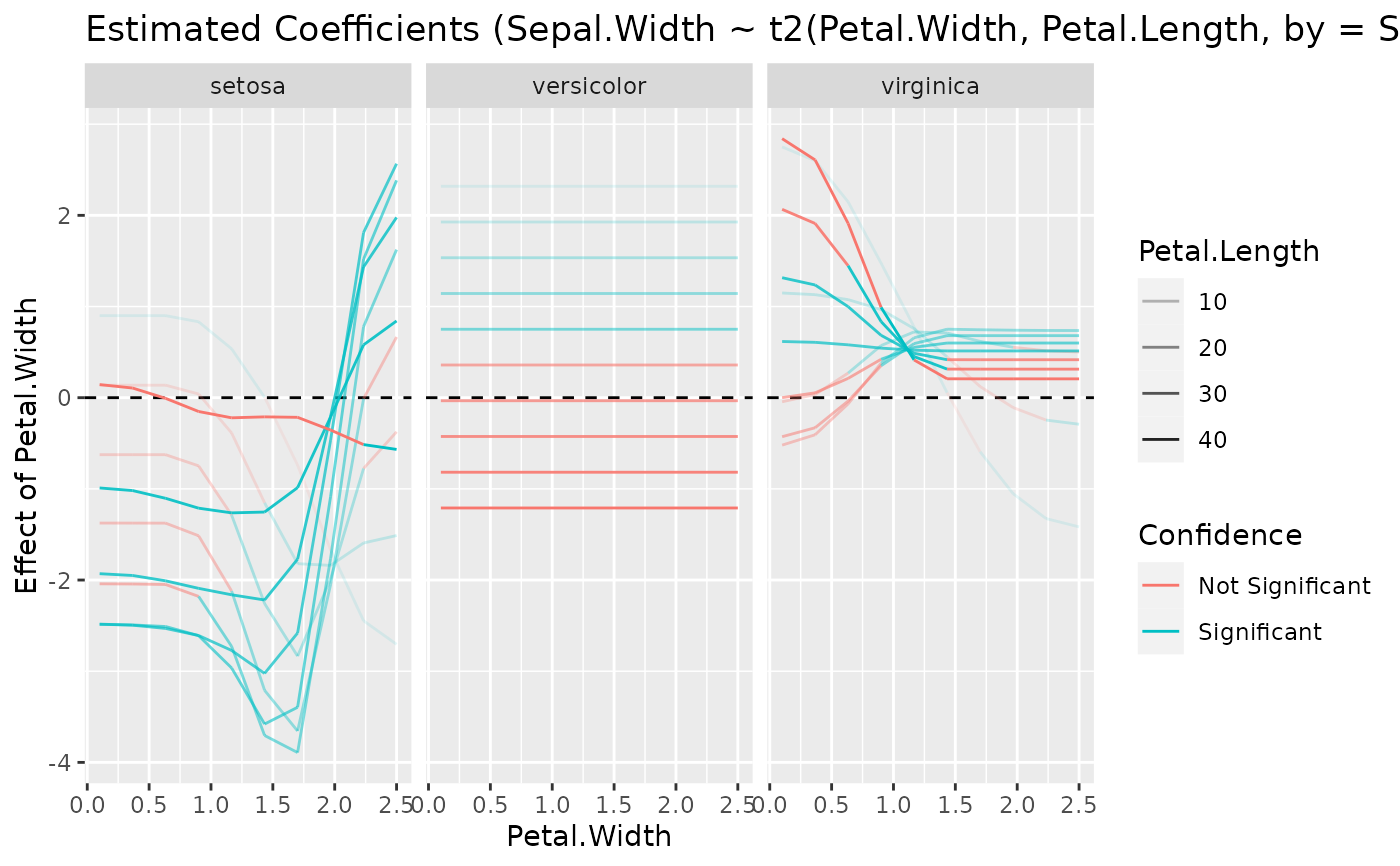 Estimated Coefficients (Sepal.Width ~ t2(Petal.Width, Petal.Length, by = S
setosa
versicolor
virginica
Effect of Petal.Width
2
0
-2
-4
0.0 0.5 1.0 1.5 2.0 2.5
0.0 0.5 1.0 1.5 2.0 2.5
0.0 0.5 1.0 1.5 2.0 2.5
Petal.Width
Petal.Length
10
20
30
40
Confidence
Not Significant
Significant